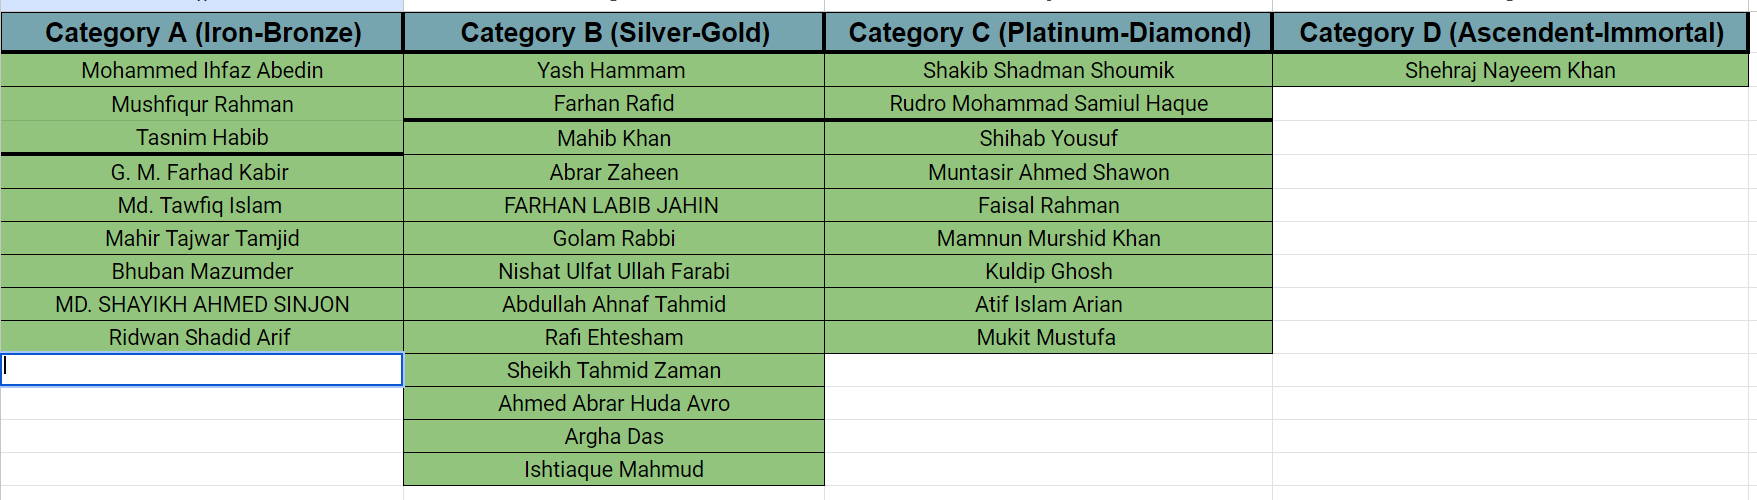 Category A (Iron-Bronze) Category B (Silver-Gold) Category C (Platinum-Diamond) Category D (Ascendent-Immortal)
Mohammed Ihfaz Abedin Yash Hammam Shakib Shadman Shoumik Shehraj Nayeem Khan
Mushfiqur Rahman Farhan Rafid Rudro Mohammad Samiul Haque
Tasnim Habib Mahib Khan Shihab Yousuf
G. M. Farhad Kabir Abrar Zaheen Muntasir Ahmed Shawon
Md. Tawfiq Islam FARHAN LABIB JAHIN Faisal Rahman
Mahir Tajwar Tamjid Golam Rabbi Mamnun Murshid Khan
Bhuban Mazumder Nishat Ulfat Ullah Farabi Kuldip Ghosh
MD. SHAYIKH AHMED SINJON Abdullah Ahnaf Tahmid Atif Islam Arian
Ridwan Shadid Arif Rafi Ehtesham Mukit Mustufa
Sheikh Tahmid Zaman
Ahmed Abrar Huda Avro
Argha Das
Ishtiaque Mahmud